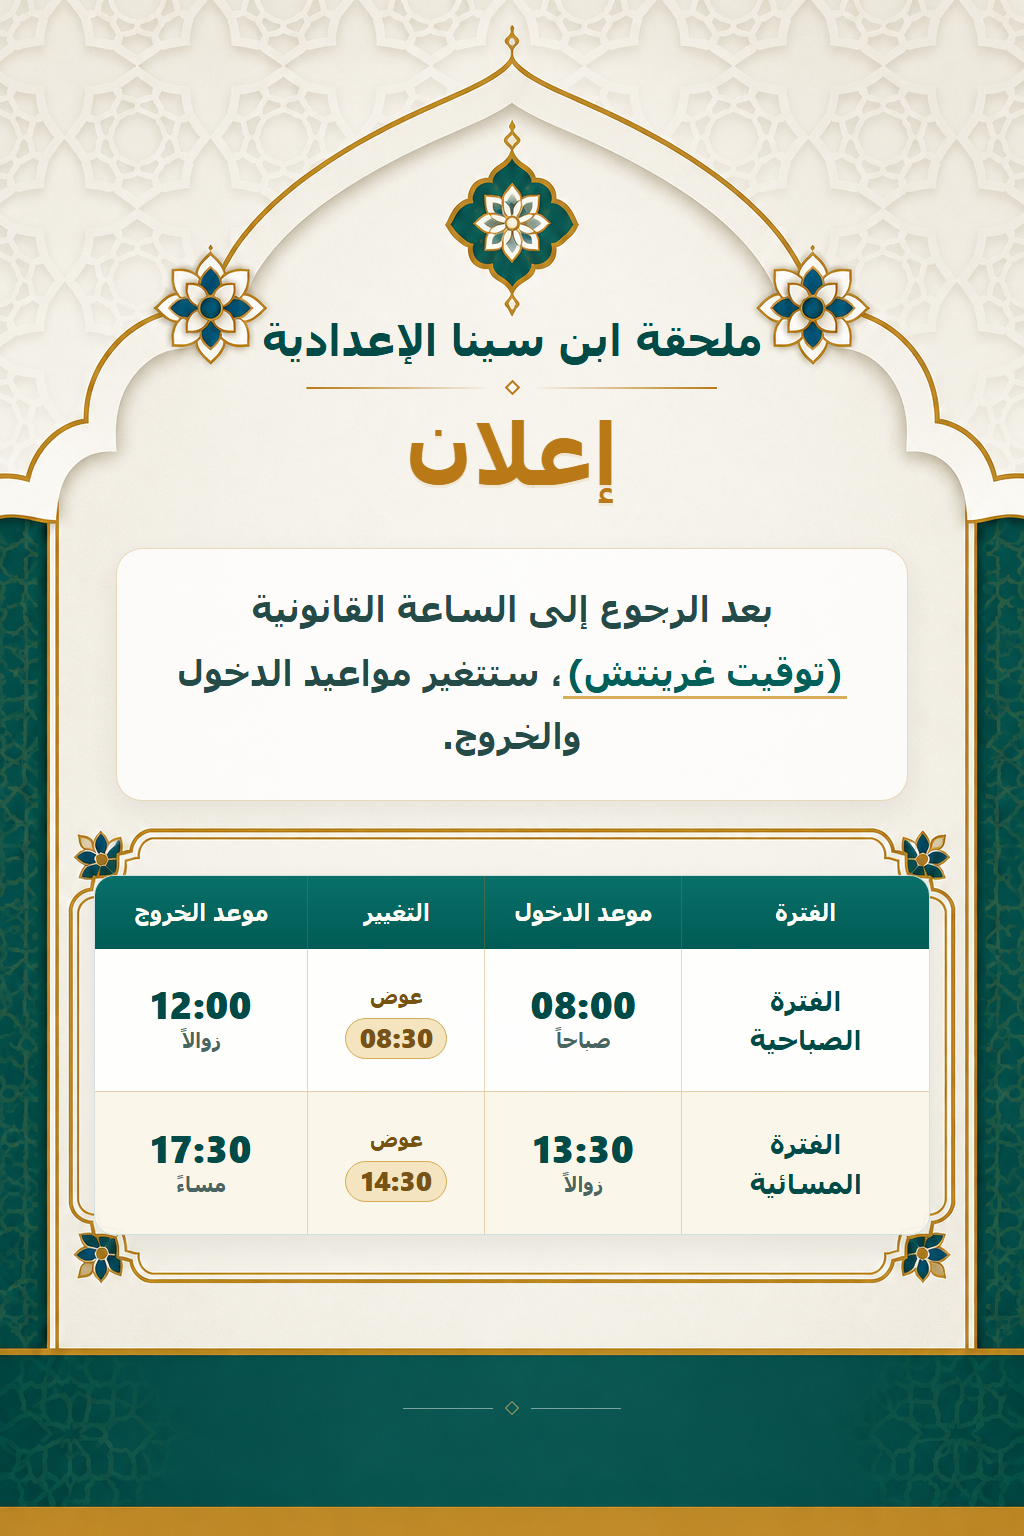 ملحقة ابن سينا الإعدادية
إعلان
بعد الرجوع إلى الساعة القانونية
(توقيت غرينتش)، ستتغير مواعيد الدخول
والخروج.
الفترة
موعد الدخول
التغيير
موعد الخروج
الفترة
الصباحية
08:00
صباحاً
عوض
08:30
12:00
زوالاً
الفترة
المسائية
13:30
زوالاً
عوض
14:30
17:30
مساءً